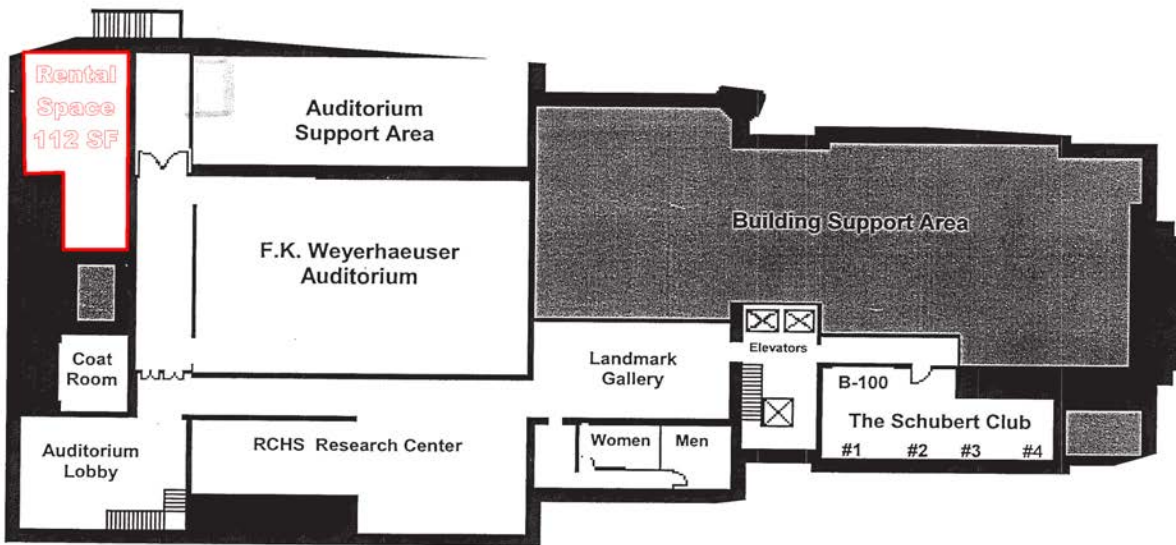 Rental
Space
112 SF
Auditorium
Support Area
Building Support Area
F.K. Weyerhaeuser
Auditorium
Elevators
Coat
Room
Landmark
Gallery
B-100
The Schubert Club
#1 #2 #3 #4
Auditorium
Lobby
RCHS Research Center
Women
Men